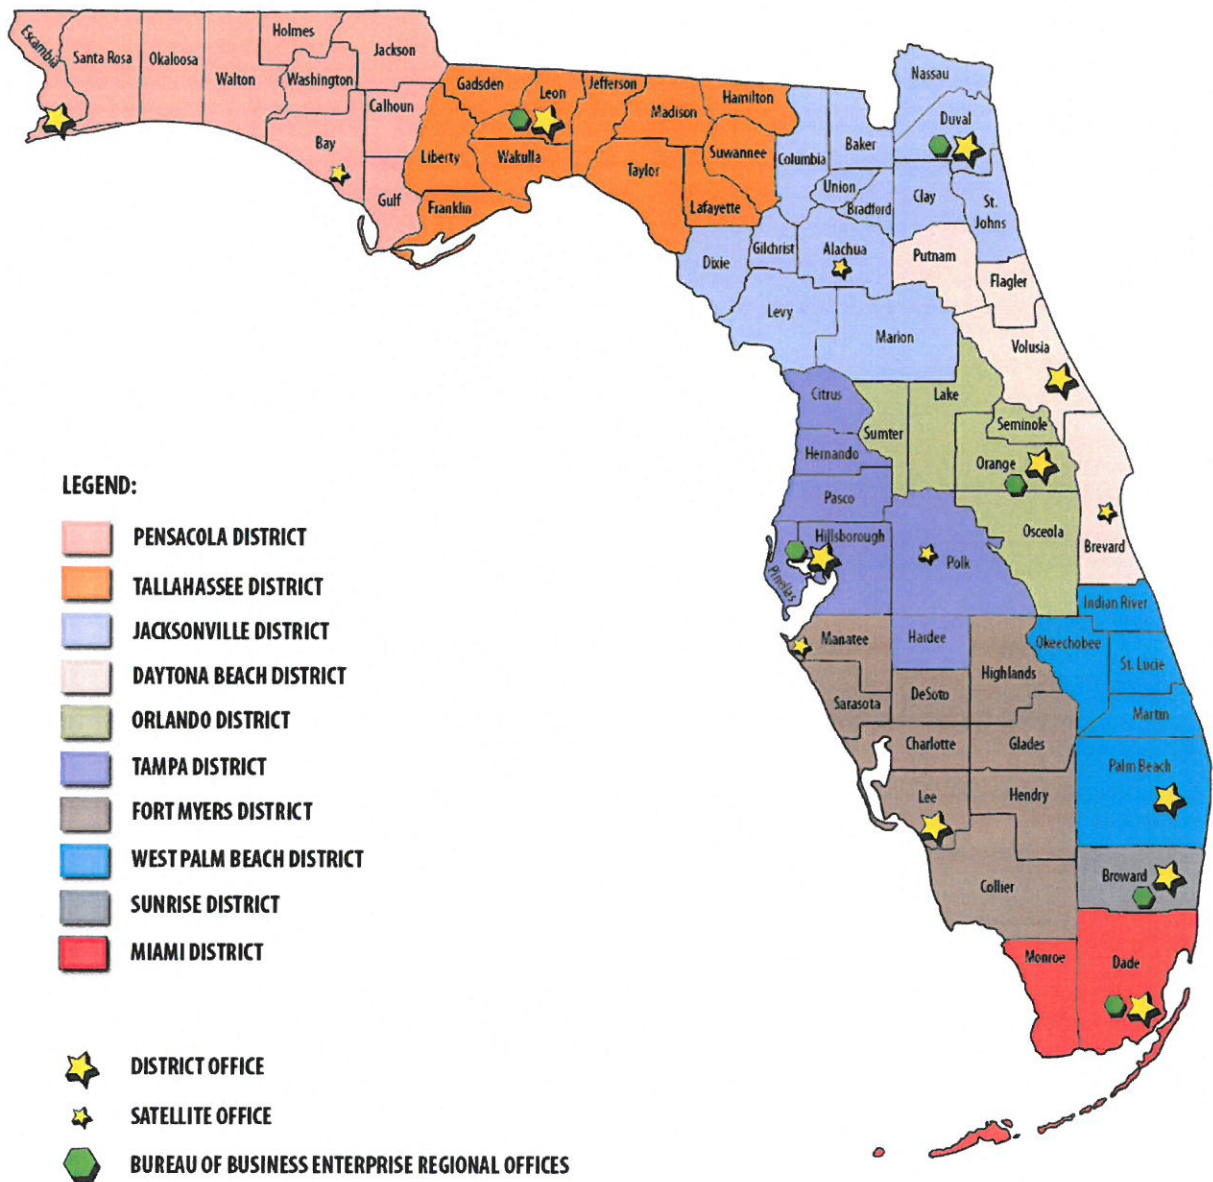 Escambia
Santa Rosa
Okaloosa
Walton
Holmes
Washington
Jackson
Calhoun
Bay
Gulf
Gadsden
Leon
Jefferson
Madison
Hamilton
Liberty
Wakulla
Franklin
Taylor
Suwannee
Lafayette
Nassau
Duval
Baker
Columbia
Union
Bradford
Clay
St.
Johns
Gilchrist
Alachua
Dixie
Levy
Marion
Putnam
Flagler
Volusia
Citrus
Sumter
Lake
Seminole
Hernando
Orange
Pasco
Osceola
Brevard
Hillsborough
Pinellas
Polk
Indian River
Manatee
Hardee
Highlands
Okeechobee
St. Lucie
Sarasota
DeSoto
Martin
Charlotte
Glades
Palm Beach
Lee
Hendry
Broward
Collier
Monroe
Dade
LEGEND:
PENSACOLA DISTRICT
TALLAHASSEE DISTRICT
JACKSONVILLE DISTRICT
DAYTONA BEACH DISTRICT
ORLANDO DISTRICT
TAMPA DISTRICT
FORT MYERS DISTRICT
WEST PALM BEACH DISTRICT
SUNRISE DISTRICT
MIAMI DISTRICT
DISTRICT OFFICE
SATELLITE OFFICE
BUREAU OF BUSINESS ENTERPRISE REGIONAL OFFICES